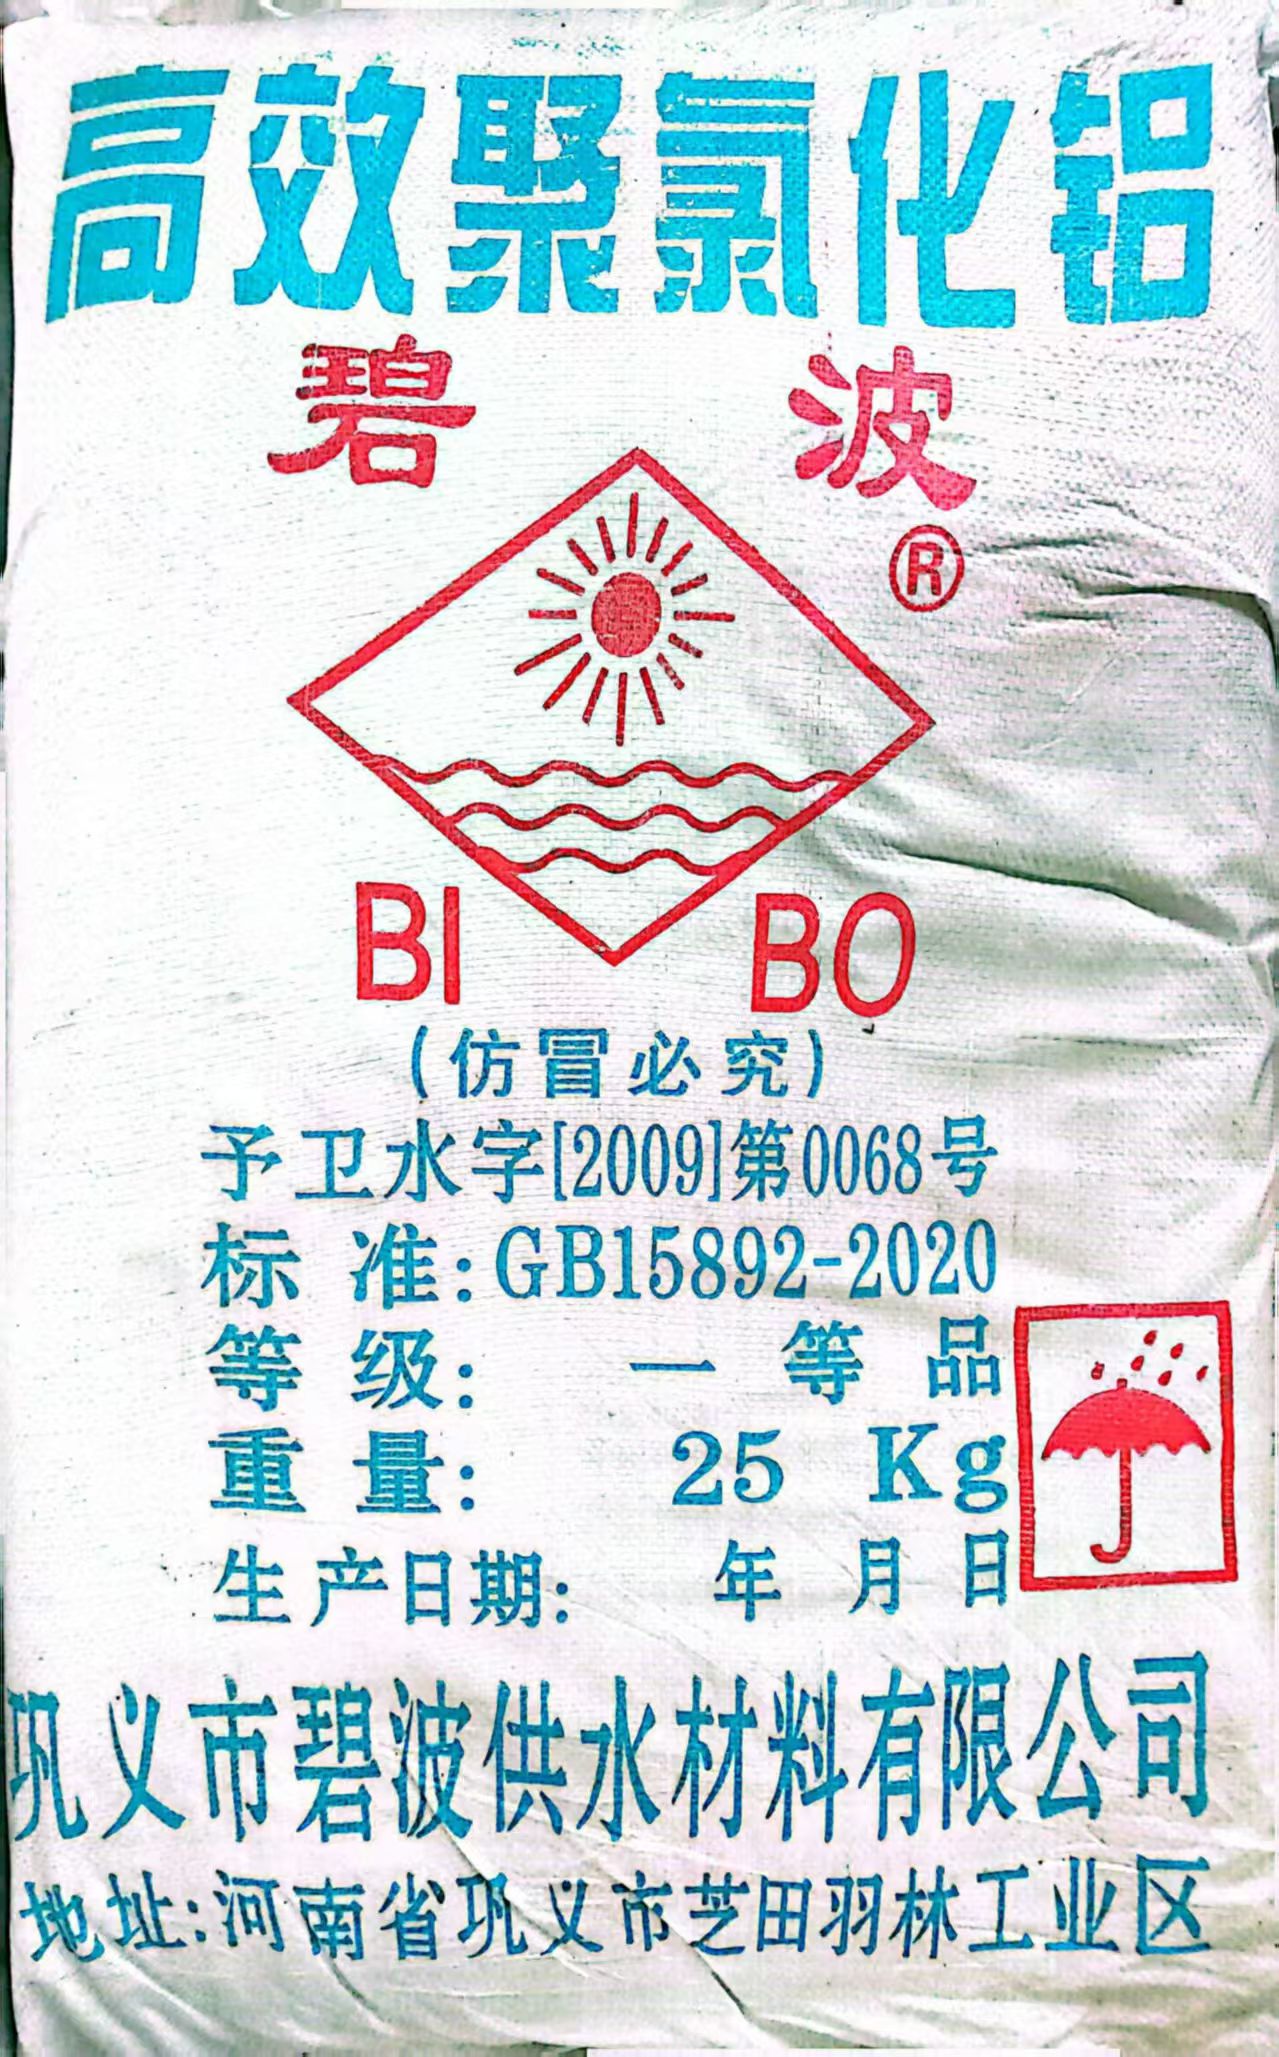 高效聚氯化铝
碧 波
®
BI BO
(仿冒必究)
予卫水字[2009]第0068号
标 准:GB15892-2020
等 级: 一 等 品
重 量: 25 Kg
生产日期: 年 月 日
巩义市碧波供水材料有限公司
地址:河南省巩义市芝田羽林工业区